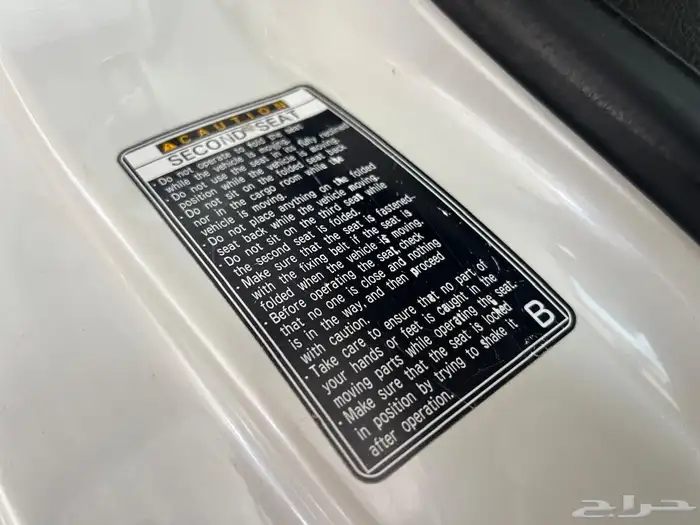 CAUTION
SECOND SEAT
· Do not operate to fold the seat
while the vehicle is moving.
· Do not use the seat in its fully reclined
position while the vehicle is moving.
· Do not sit on the folded seat back
nor in the cargo room while the
vehicle is moving.
· Do not place anything on the folded
seat back while the vehicle moving.
· Do not sit on the third seat while
the second seat is folded.
· Make sure that the seat is fastened
with the fixing belt if the seat is
folded when the vehicle is moving.
· Before operating the seat, check
that no one is close and nothing
is in the way and then proceed
with caution.
· Take care to ensure that no part of
your hands or feet is caught in the
moving parts while operating the seat.
· Make sure that the seat is locked
in position by trying to shake it
after operation.
B
حراج